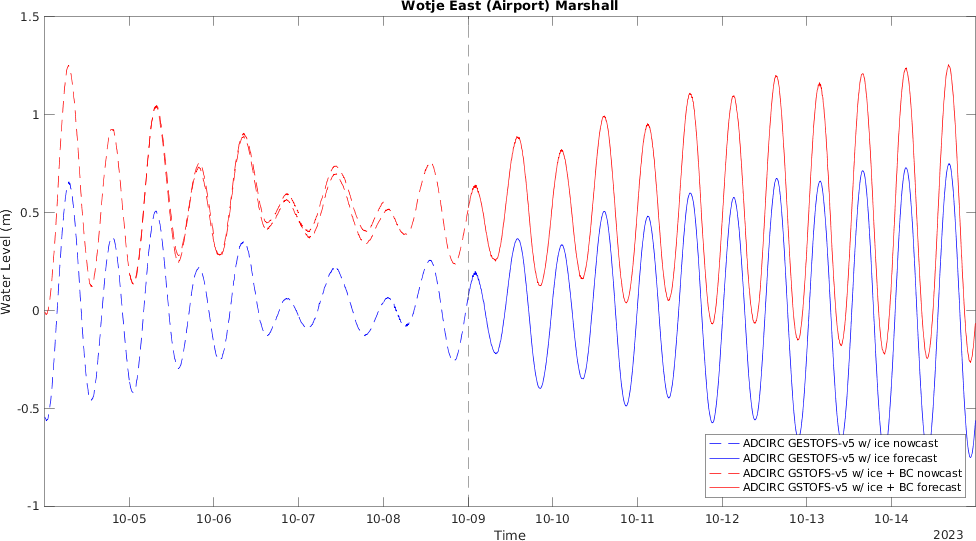 Wotje East (Airport) Marshall
Water Level (m)
1.5
1
0.5
0
-0.5
-1
ADCIRC GESTOFS-v5 w/ ice nowcast
ADCIRC GESTOFS-v5 w/ ice forecast
ADCIRC GSTOFS-v5 w/ ice + BC nowcast
ADCIRC GSTOFS-v5 w/ ice + BC forecast
10-05 10-06 10-07 10-08 10-09 10-10 10-11 10-12 10-13 10-14
Time
2023